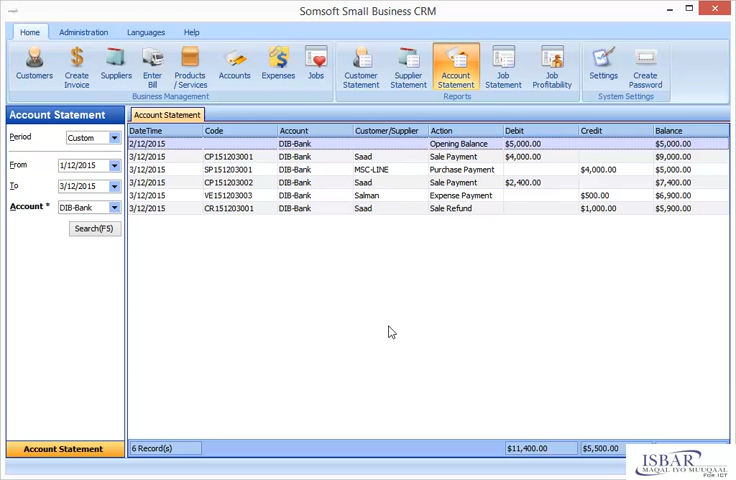 Somsoft Small Business CRM
Home Administration Languages Help
Customers Create Invoice Suppliers Enter Bill Products / Services Accounts Expenses Jobs Customer Statement Supplier Statement Account Statement Job Statement Job Profitability Settings Create Password
Business Management Reports System Settings
Account Statement
Period Custom
From 1/12/2015
To 3/12/2015
Account * DIB-Bank
Search(F5)
Account Statement
Account Statement
DateTime Code Account Customer/Supplier Action Debit Credit Balance
2/12/2015 DIB-Bank Opening Balance $5,000.00 $5,000.00
3/12/2015 CP151203001 DIB-Bank Saad Sale Payment $4,000.00 $9,000.00
3/12/2015 SP151203001 DIB-Bank MSC-LINE Purchase Payment $4,000.00 $5,000.00
3/12/2015 CP151203002 DIB-Bank Saad Sale Payment $2,400.00 $7,400.00
3/12/2015 VE151203003 DIB-Bank Salman Expense Payment $500.00 $6,900.00
3/12/2015 CR151203001 DIB-Bank Saad Sale Refund $1,000.00 $5,900.00
6 Record(s) $11,400.00 $5,500.00
ISBAR
MAQAL IYO MUUQAAL
FOR ICT